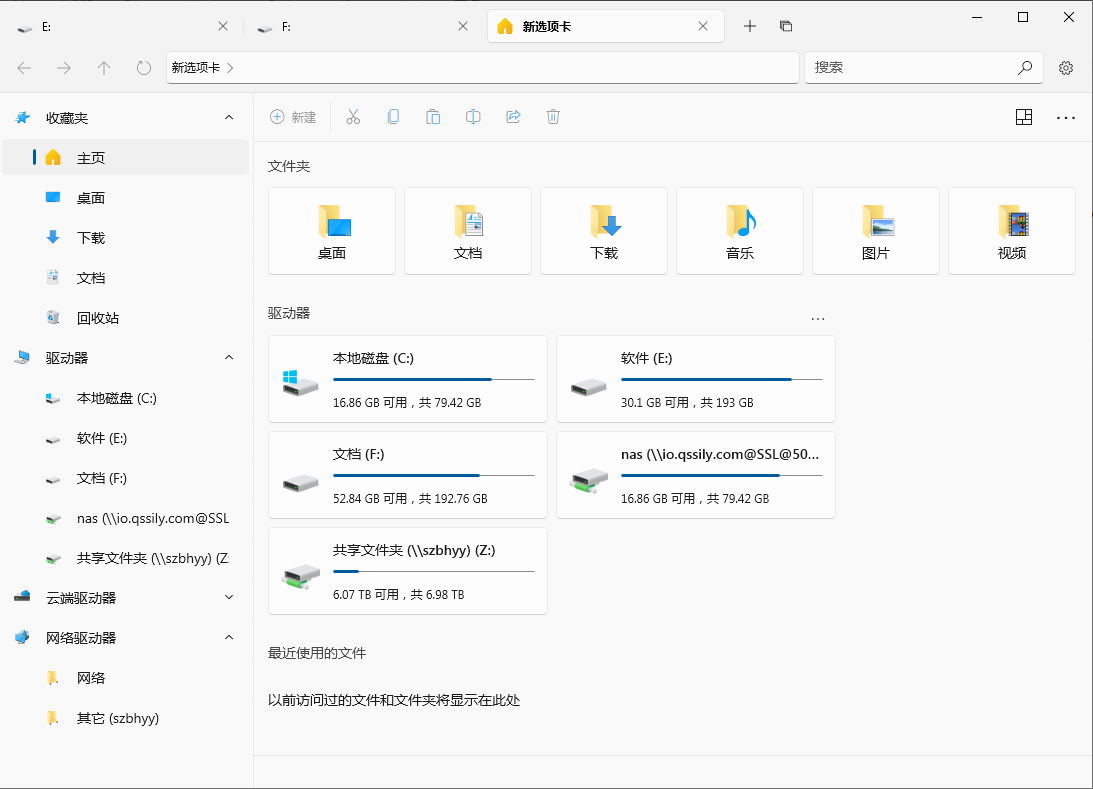 E:
F:
新选项卡
新选项卡
搜索
收藏夹
主页
桌面
下载
文档
回收站
驱动器
本地磁盘 (C:)
软件 (E:)
文档 (F:)
nas (\\io.qssily.com@SSL
共享文件夹 (\\szbhyy) (Z:
云端驱动器
网络驱动器
网络
其它 (szbhyy)
新建
文件夹
桌面
文档
下载
音乐
图片
视频
驱动器
本地磁盘 (C:)
16.86 GB 可用，共 79.42 GB
软件 (E:)
30.1 GB 可用，共 193 GB
文档 (F:)
52.84 GB 可用，共 192.76 GB
nas (\\io.qssily.com@SSL@50...
16.86 GB 可用，共 79.42 GB
共享文件夹 (\\szbhyy) (Z:)
6.07 TB 可用，共 6.98 TB
最近使用的文件
以前访问过的文件和文件夹将显示在此处